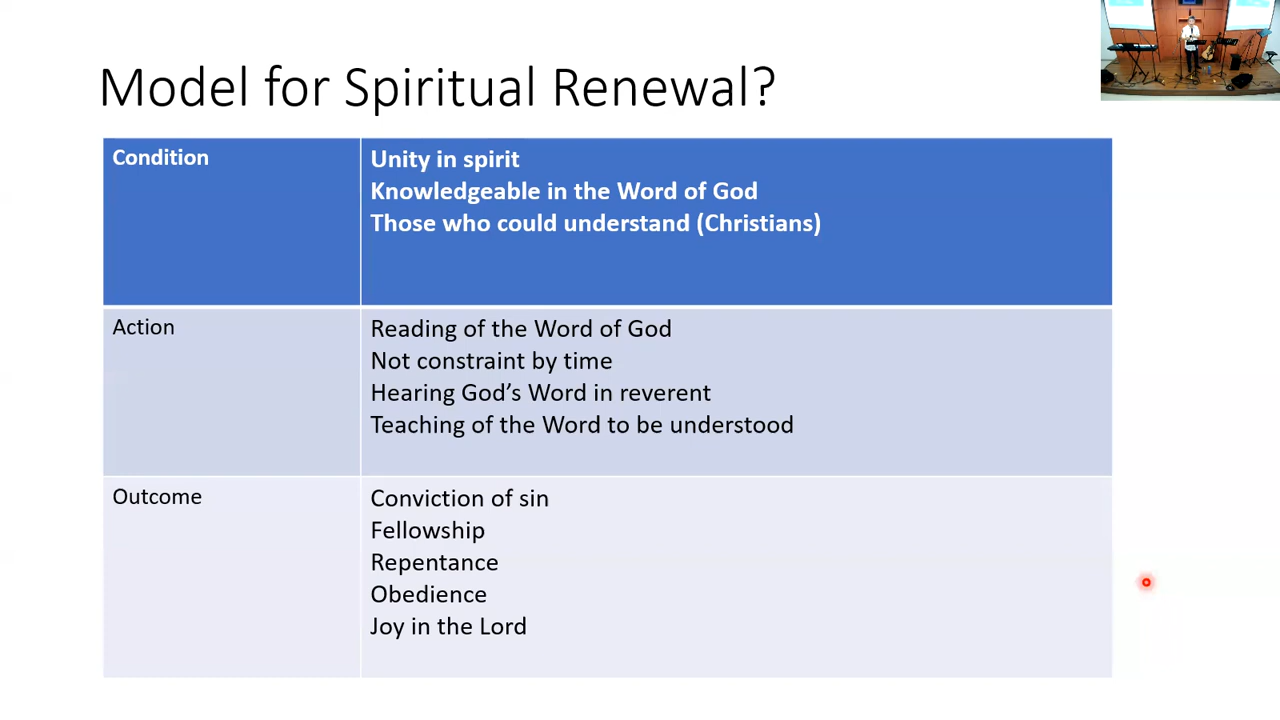 Model for Spiritual Renewal?
Condition
Unity in spirit
Knowledgeable in the Word of God
Those who could understand (Christians)
Action
Reading of the Word of God
Not constraint by time
Hearing God’s Word in reverent
Teaching of the Word to be understood
Outcome
Conviction of sin
Fellowship
Repentance
Obedience
Joy in the Lord